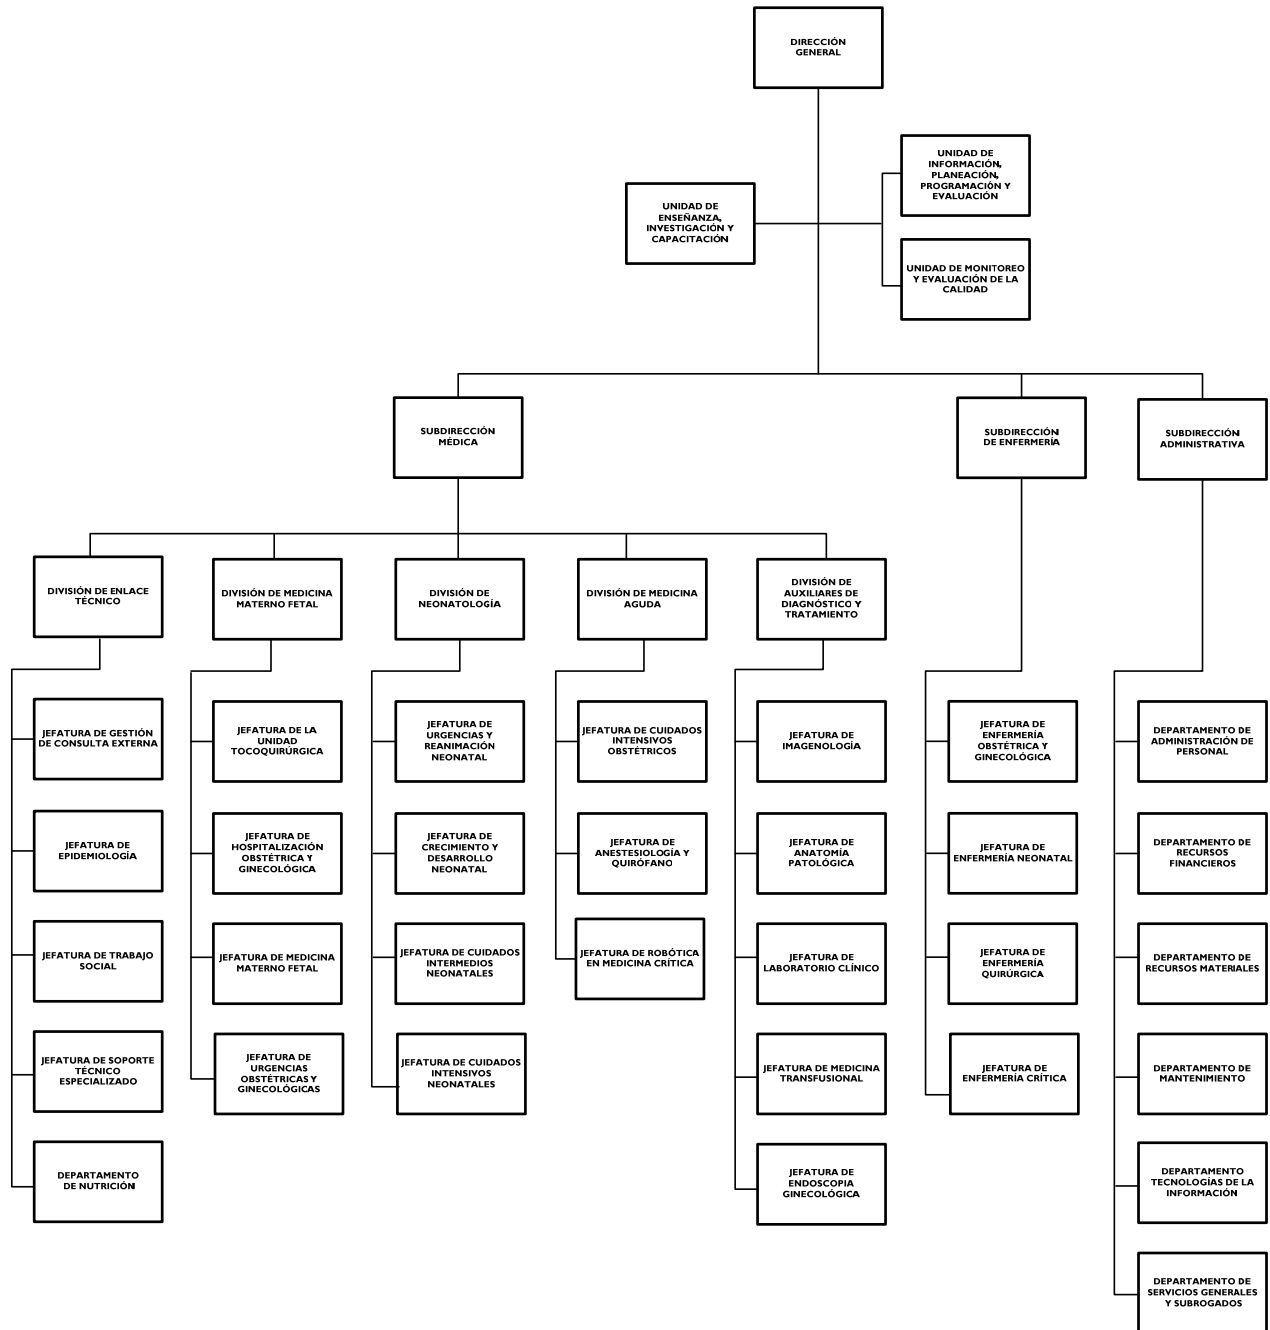 DIRECCIÓN
GENERAL
UNIDAD DE
INFORMACIÓN,
PLANEACIÓN,
PROGRAMACIÓN Y
EVALUACIÓN
UNIDAD DE
ENSEÑANZA,
INVESTIGACIÓN Y
CAPACITACIÓN
UNIDAD DE MONITOREO
Y EVALUACIÓN DE LA
CALIDAD
SUBDIRECCIÓN
MÉDICA
SUBDIRECCIÓN
DE ENFERMERÍA
SUBDIRECCIÓN
ADMINISTRATIVA
DIVISIÓN DE ENLACE
TÉCNICO
DIVISIÓN DE MEDICINA
MATERNO FETAL
DIVISIÓN DE
NEONATOLOGÍA
DIVISIÓN DE MEDICINA
AGUDA
DIVISIÓN DE
AUXILIARES DE
DIAGNÓSTICO Y
TRATAMIENTO
JEFATURA DE GESTIÓN
DE CONSULTA EXTERNA
JEFATURA DE LA
UNIDAD
TOCOQUIRÚRGICA
JEFATURA DE
URGENCIAS Y
REANIMACIÓN
NEONATAL
JEFATURA DE CUIDADOS
INTENSIVOS
OBSTÉTRICOS
JEFATURA DE
IMAGENOLOGÍA
JEFATURA DE
ENFERMERÍA
OBSTÉTRICA Y
GINECOLÓGICA
DEPARTAMENTO DE
ADMINISTRACIÓN DE
PERSONAL
JEFATURA DE
EPIDEMIOLOGÍA
JEFATURA DE
HOSPITALIZACIÓN
OBSTÉTRICA Y
GINECOLÓGICA
JEFATURA DE
CRECIMIENTO Y
DESARROLLO
NEONATAL
JEFATURA DE
ANESTESIOLOGÍA Y
QUIRÓFANO
JEFATURA DE
ANATOMÍA
PATOLÓGICA
JEFATURA DE
ENFERMERÍA NEONATAL
DEPARTAMENTO DE
RECURSOS
FINANCIEROS
JEFATURA DE TRABAJO
SOCIAL
JEFATURA DE MEDICINA
MATERNO FETAL
JEFATURA DE CUIDADOS
INTERMEDIOS
NEONATALES
JEFATURA DE ROBÓTICA
EN MEDICINA CRÍTICA
JEFATURA DE
LABORATORIO CLÍNICO
JEFATURA DE
ENFERMERÍA
QUIRÚRGICA
DEPARTAMENTO DE
RECURSOS MATERIALES
JEFATURA DE SOPORTE
TÉCNICO
ESPECIALIZADO
JEFATURA DE
URGENCIAS
OBSTÉTRICAS Y
GINECOLÓGICAS
JEFATURA DE CUIDADOS
INTENSIVOS
NEONATALES
JEFATURA DE MEDICINA
TRANSFUSIONAL
JEFATURA DE
ENFERMERÍA CRÍTICA
DEPARTAMENTO DE
MANTENIMIENTO
DEPARTAMENTO
DE NUTRICIÓN
JEFATURA DE
ENDOSCOPIA
GINECOLÓGICA
DEPARTAMENTO
TECNOLOGÍAS DE LA
INFORMACIÓN
DEPARTAMENTO DE
SERVICIOS GENERALES
Y SUBROGADOS